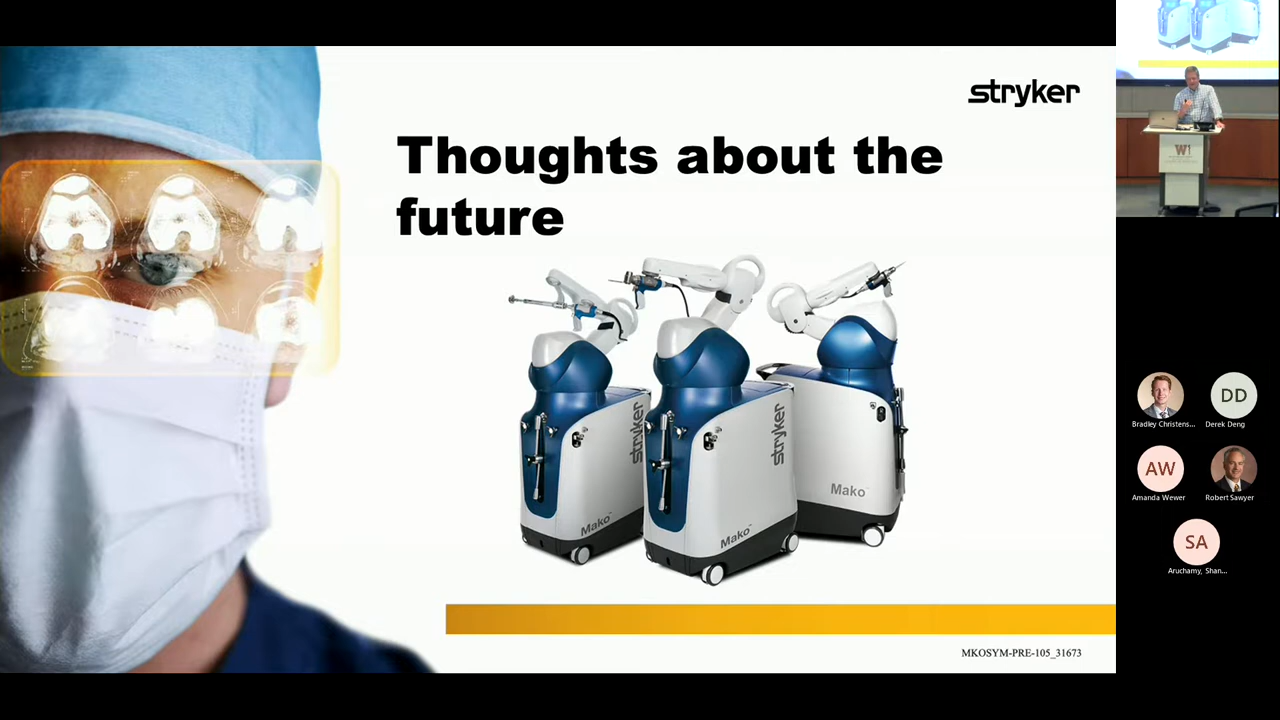 stryker
Thoughts about the
future
stryker
stryker
Mako
Mako
Mako
MKOSYM-PRE-105_31673
W
Bradley Christens...
DD
Derek Deng
AW
Amanda Wewer
Robert Sawyer
SA
Aruchamy, Shan...